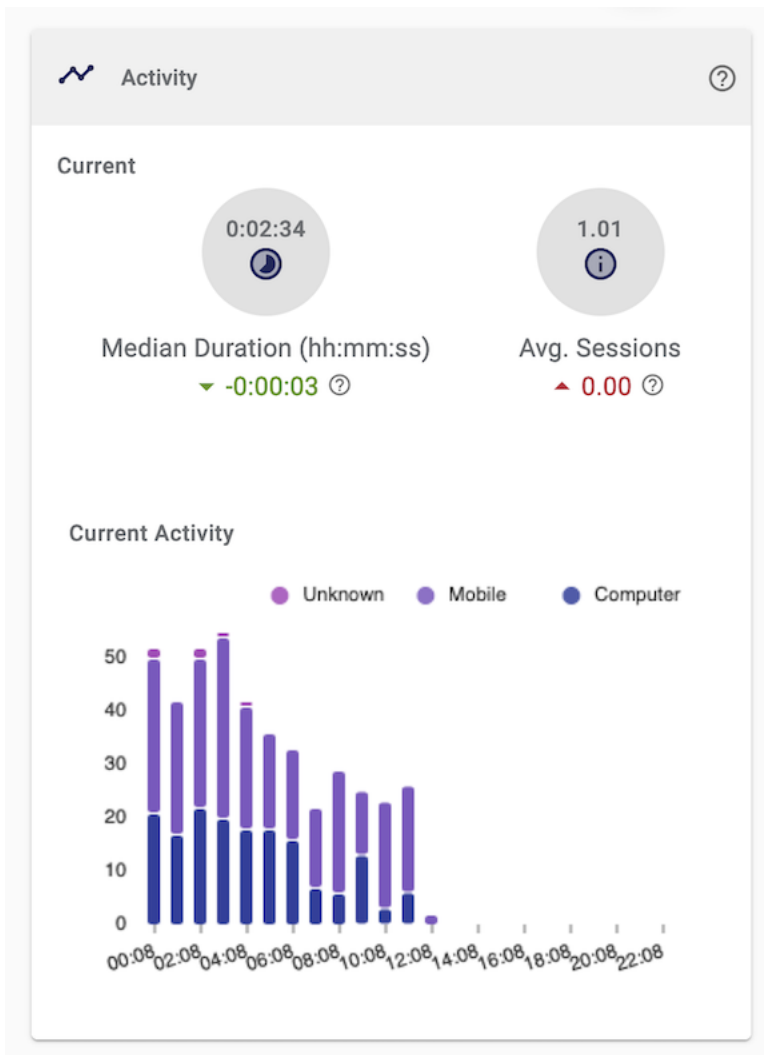 Activity
Current
0:02:34
1.01
Median Duration (hh:mm:ss)
Avg. Sessions
-0:00:03
0.00
Current Activity
Unknown Mobile Computer
50
40
30
20
10
0
00:08 02:08 04:08 06:08 08:08 10:08 12:08 14:08 16:08 18:08 20:08 22:08